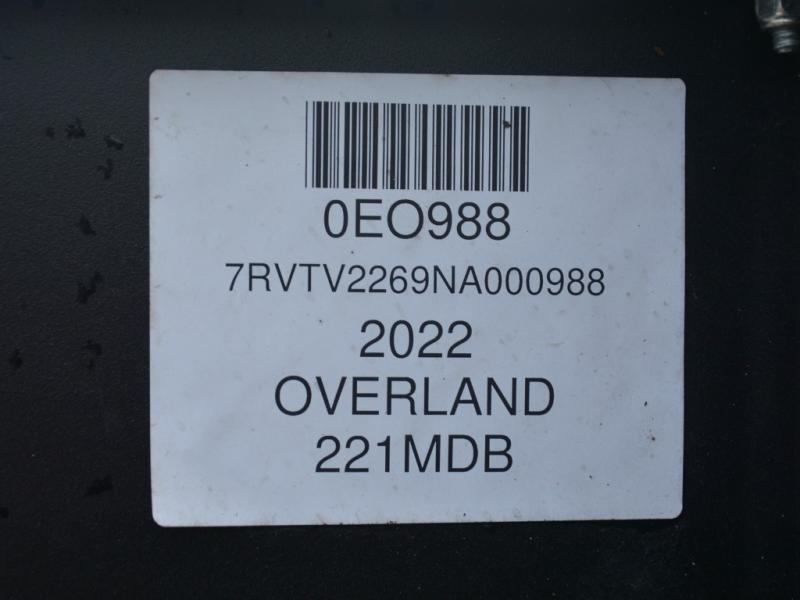 0EO988
7RVTV2269NA000988
2022
OVERLAND
221MDB